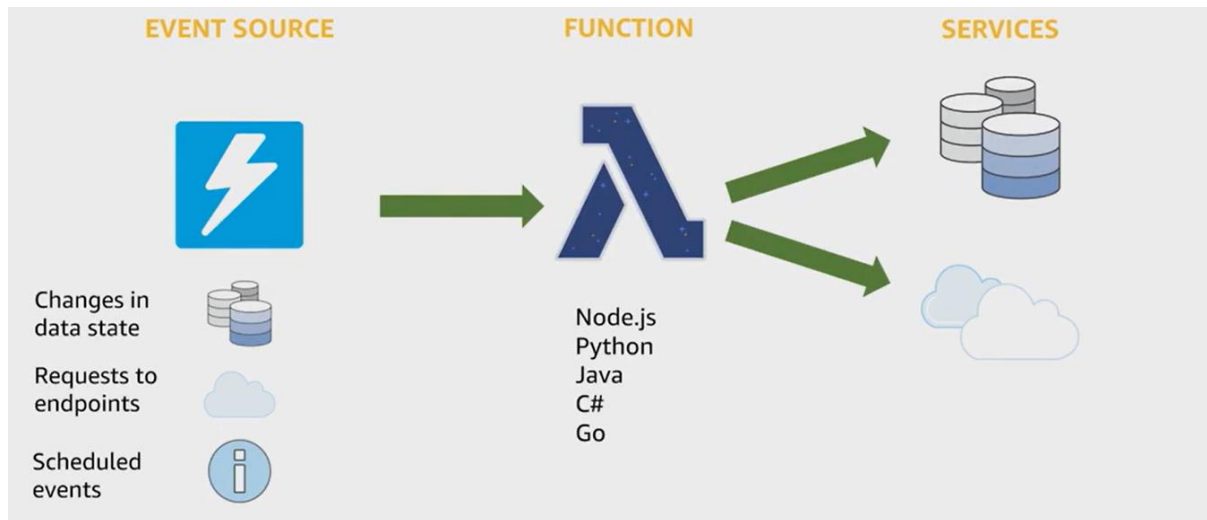 EVENT SOURCE
FUNCTION
SERVICES
Changes in
data state
Requests to
endpoints
Scheduled
events
Node.js
Python
Java
C#
Go